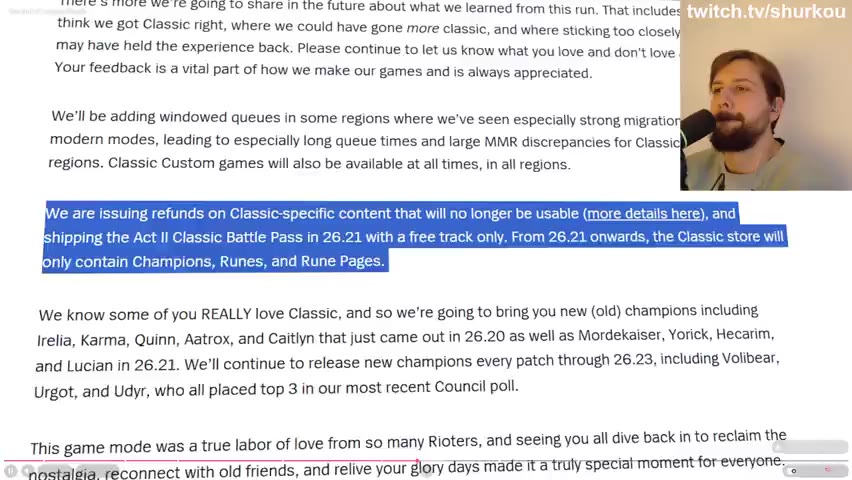 There's more we're going to share in the future about what we learned from this run. That includes
twitch.tv/shurkou
think we got Classic right, where we could have gone more classic, and where sticking too closely
may have held the experience back. Please continue to let us know what you love and don't love
Your feedback is a vital part of how we make our games and is always appreciated.
We'll be adding windowed queues in some regions where we've seen especially strong migration
modern modes, leading to especially long queue times and large MMR discrepancies for Classic
regions. Classic Custom games will also be available at all times, in all regions.
We are issuing refunds on Classic-specific content that will no longer be usable (more details here), and
shipping the Act II Classic Battle Pass in 26.21 with a free track only. From 26.21 onwards, the Classic store will
only contain Champions, Runes, and Rune Pages.
We know some of you REALLY love Classic, and so we're going to bring you new (old) champions including
Irelia, Karma, Quinn, Aatrox, and Caitlyn that just came out in 26.20 as well as Mordekaiser, Yorick, Hecarim,
and Lucian in 26.21. We'll continue to release new champions every patch through 26.23, including Volibear,
Urgot, and Udyr, who all placed top 3 in our most recent Council poll.
This game mode was a true labor of love from so many Rioters, and seeing you all dive back in to reclaim the
nostalgia, reconnect with old friends, and relive your glory days made it a truly special moment for everyone.